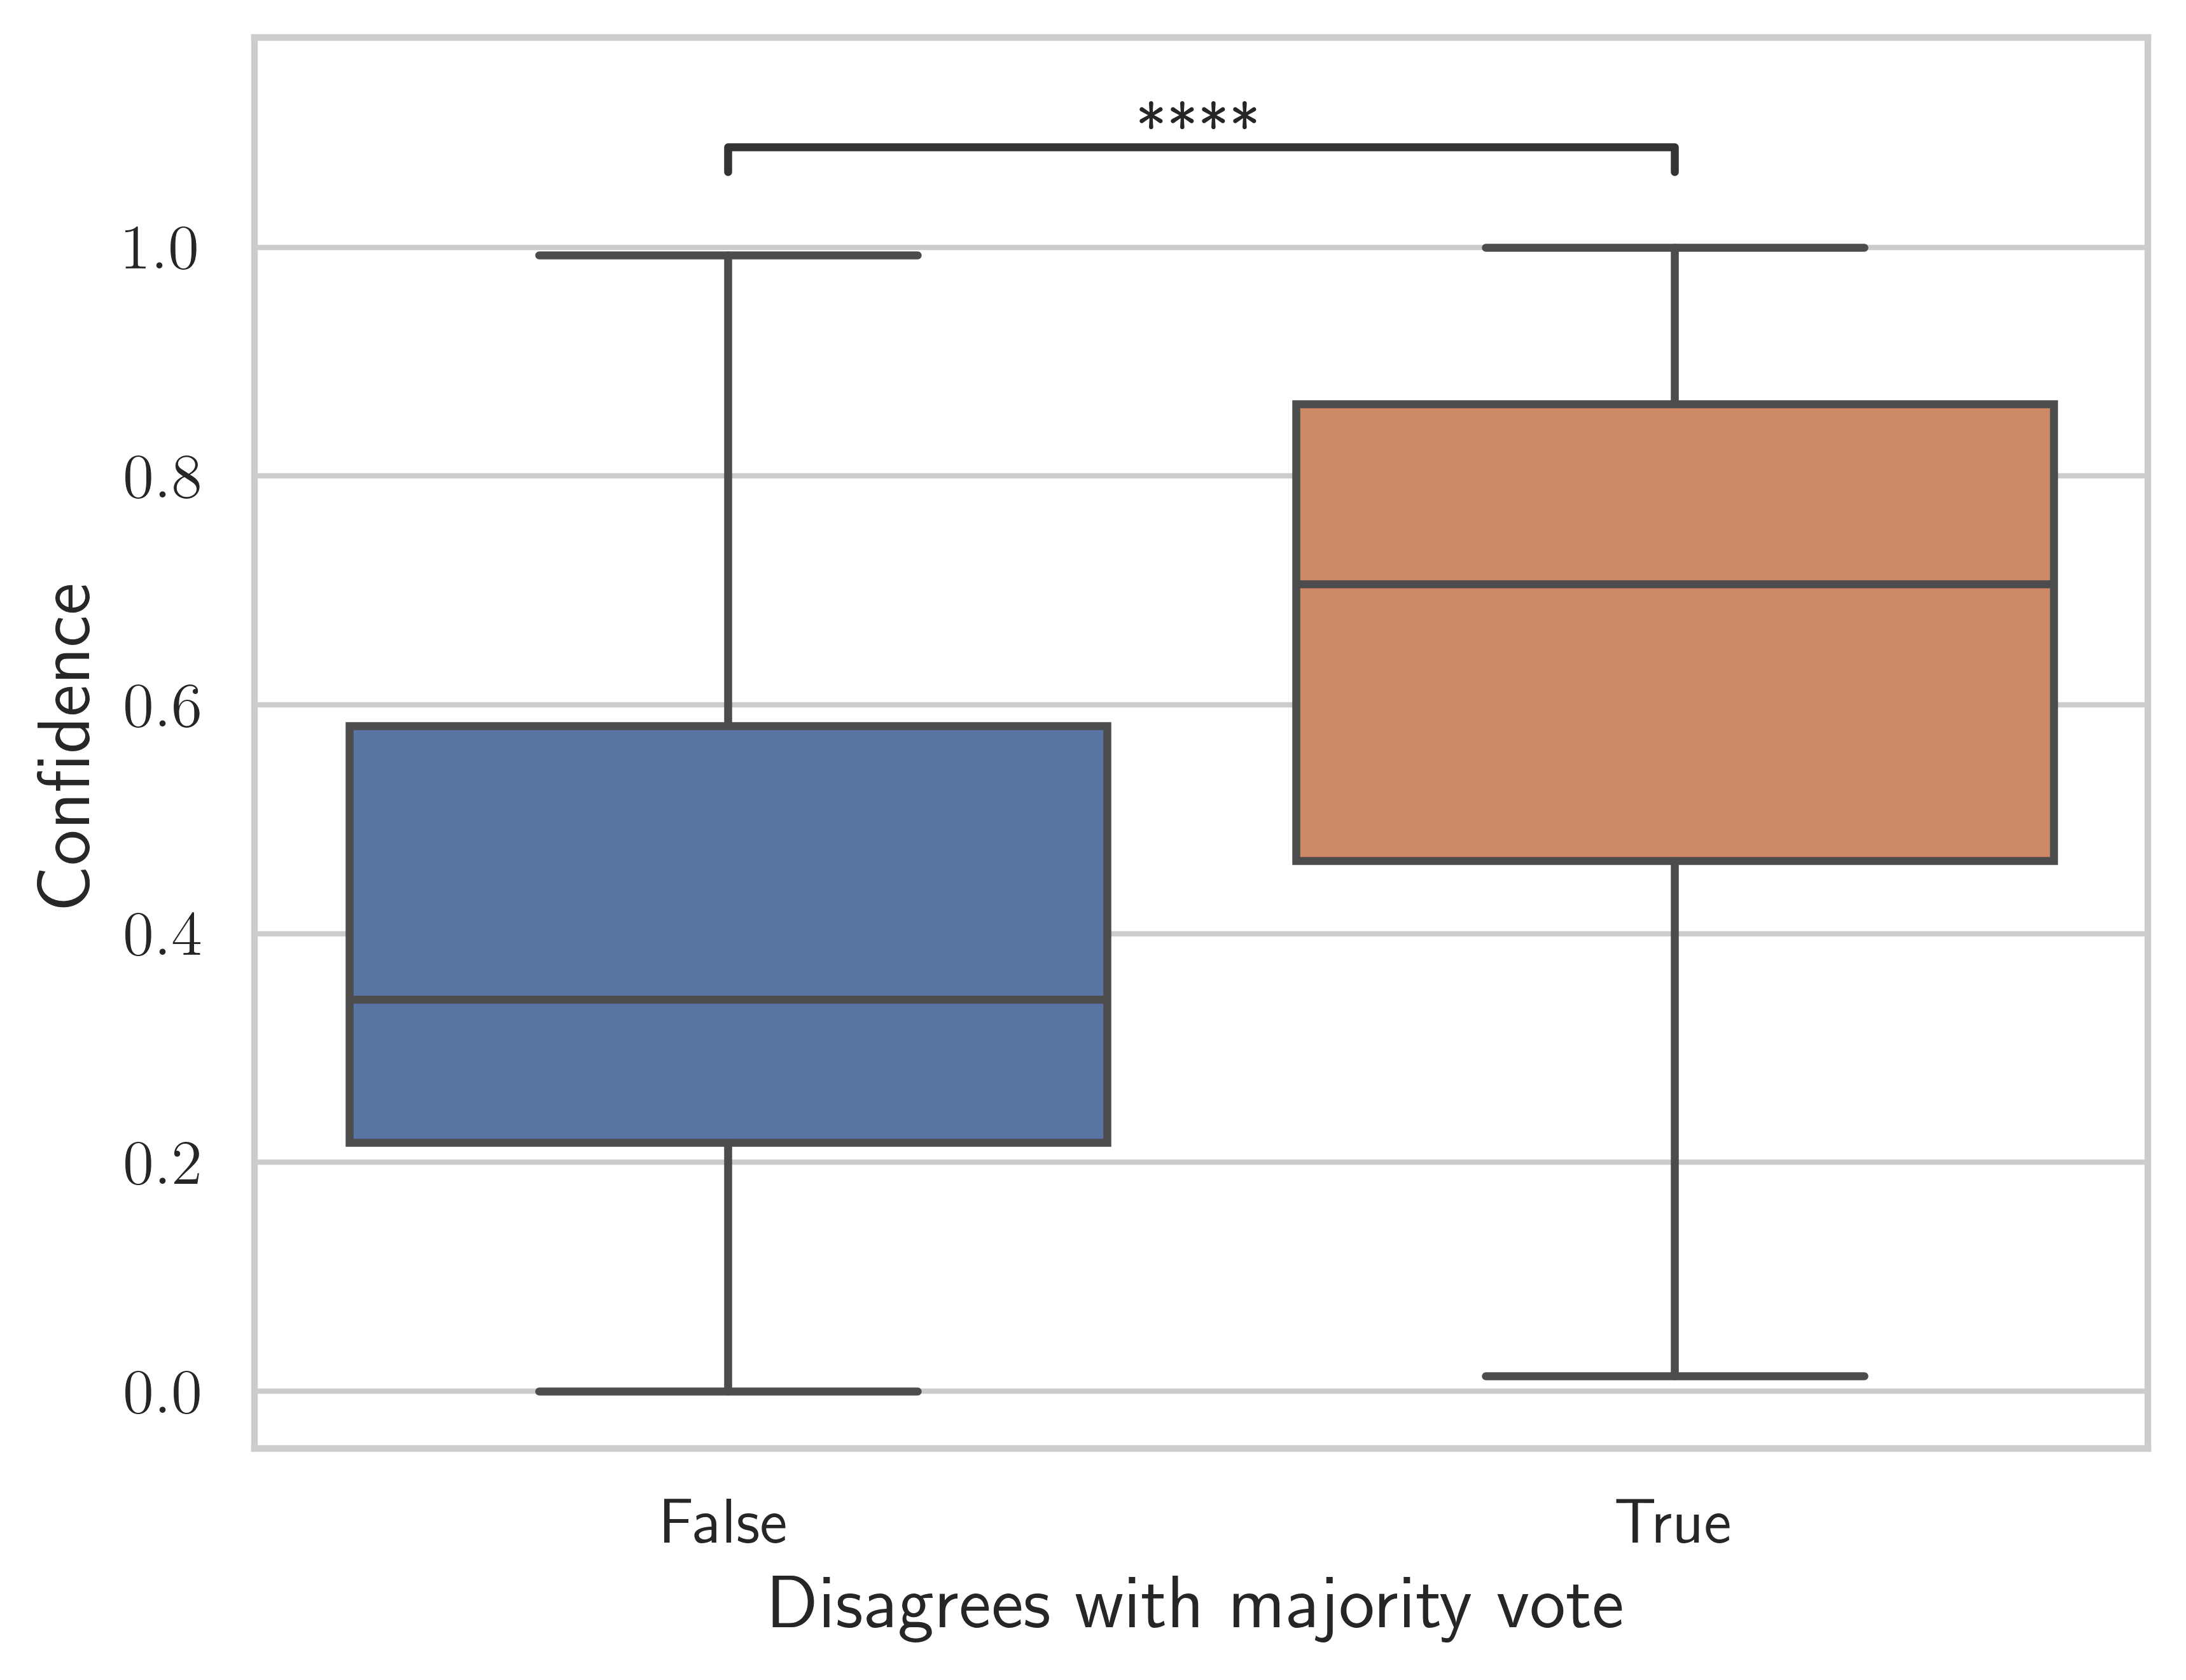 ****
1.0
0.8
0.6
0.4
0.2
0.0
Confidence
False True
Disagrees with majority vote